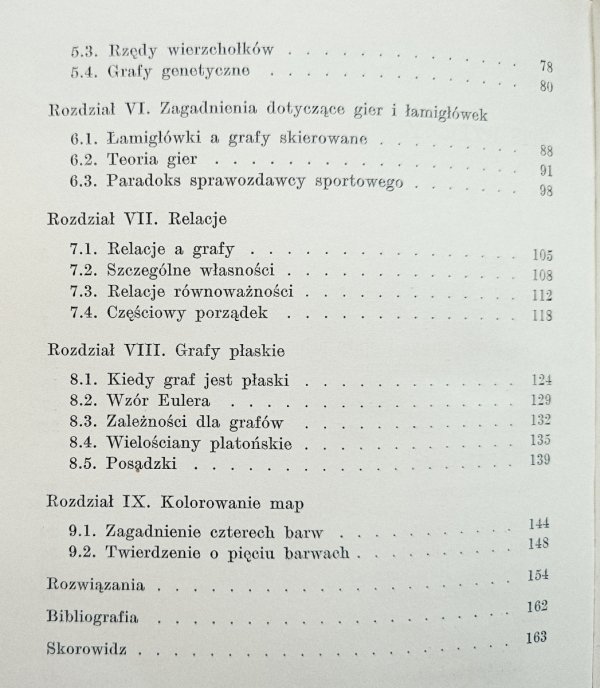 5.3. Rzędy wierzchołków . . . . . . . . . . . . 78
5.4. Grafy genetyczne . . . . . . . . . . . . . 80
Rozdział VI. Zagadnienia dotyczące gier i łamigłówek
6.1. Łamigłówki a grafy skierowane . . . . . . . . 88
6.2. Teoria gier . . . . . . . . . . . . . . . . 91
6.3. Paradoks sprawozdawcy sportowego . . . . . . 98
Rozdział VII. Relacje
7.1. Relacje a grafy . . . . . . . . . . . . . . 105
7.2. Szczególne własności . . . . . . . . . . . . 108
7.3. Relacje równoważności . . . . . . . . . . . 112
7.4. Częściowy porządek . . . . . . . . . . . . . 118
Rozdział VIII. Grafy płaskie
8.1. Kiedy graf jest płaski . . . . . . . . . . . 124
8.2. Wzór Eulera . . . . . . . . . . . . . . . 129
8.3. Zależności dla grafów . . . . . . . . . . . . 132
8.4. Wielościany platońskie . . . . . . . . . . . 135
8.5. Posądzki . . . . . . . . . . . . . . . . . 139
Rozdział IX. Kolorowanie map
9.1. Zagadnienie czterech barw . . . . . . . . . 144
9.2. Twierdzenie o pięciu barwach . . . . . . . . 148
Rozwiązania . . . . . . . . . . . . . . . . . . 154
Bibliografia . . . . . . . . . . . . . . . . . . 162
Skorowidz . . . . . . . . . . . . . . . . . . . 163